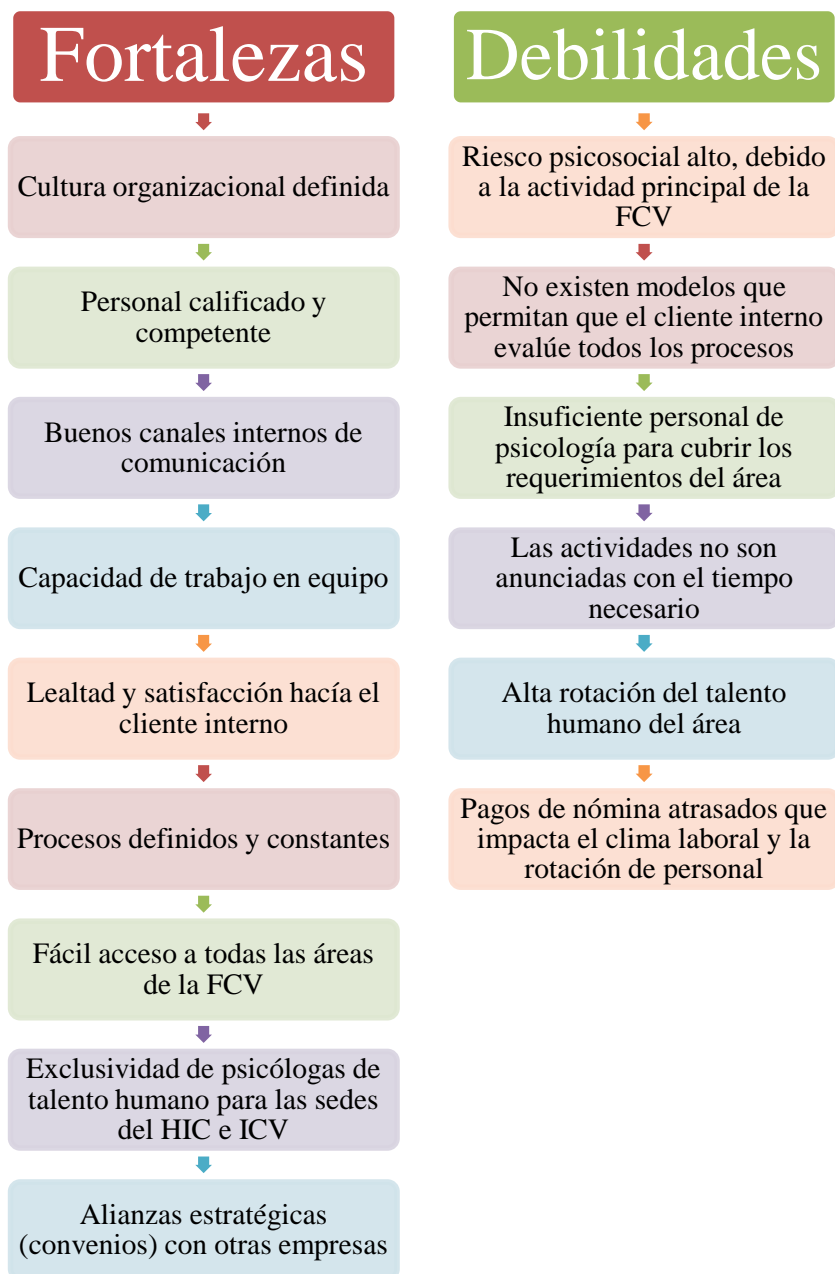 Fortalezas
Cultura organizacional definida
Personal calificado y
competente
Buenos canales internos de
comunicación
Capacidad de trabajo en equipo
Lealtad y satisfacción hacía el
cliente interno
Procesos definidos y constantes
Fácil acceso a todas las áreas
de la FCV
Exclusividad de psicólogas de
talento humano para las sedes
del HIC e ICV
Alianzas estratégicas
(convenios) con otras empresas
Debilidades
Riesco psicosocial alto, debido
a la actividad principal de la
FCV
No existen modelos que
permitan que el cliente interno
evalúe todos los procesos
Insuficiente personal de
psicología para cubrir los
requerimientos del área
Las actividades no son
anunciadas con el tiempo
necesario
Alta rotación del talento
humano del área
Pagos de nómina atrasados que
impacta el clima laboral y la
rotación de personal